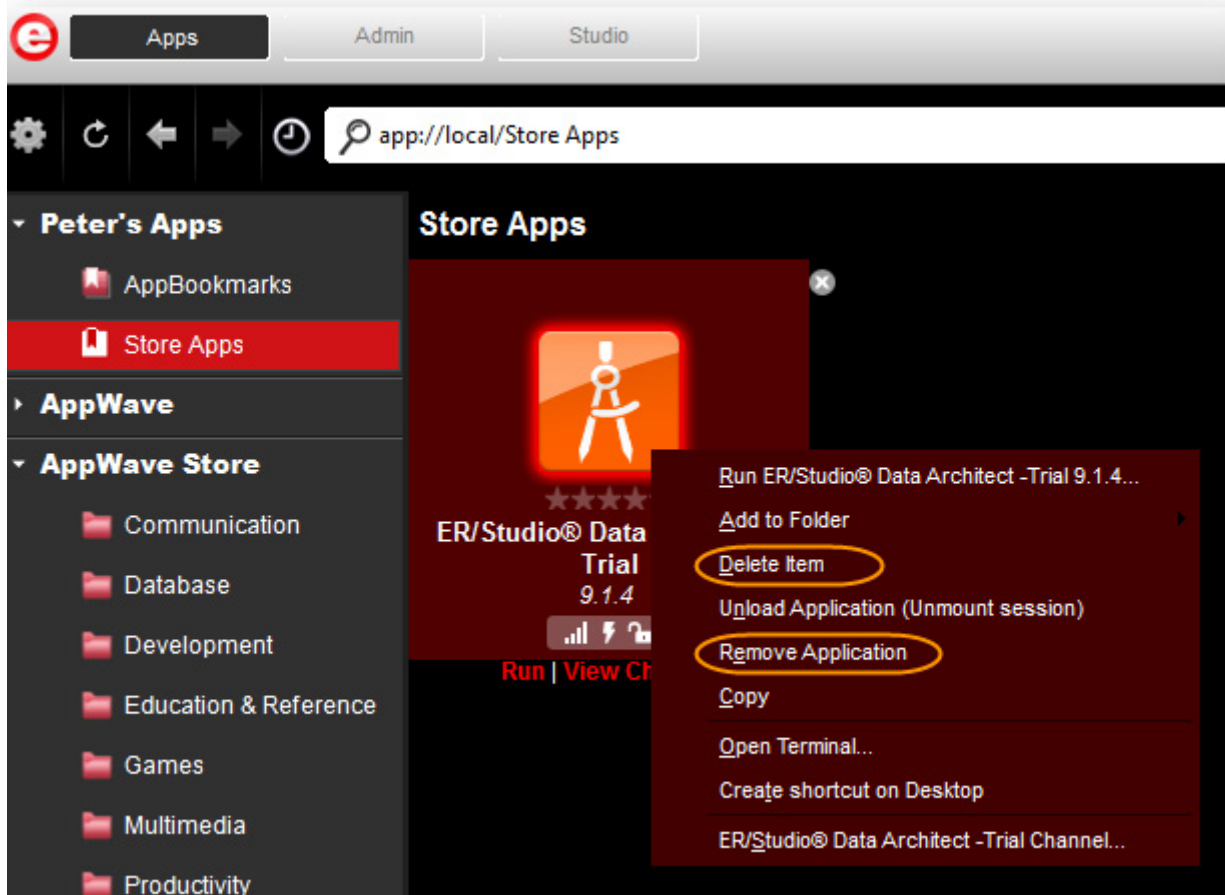 e
Apps
Admin
Studio
app://local/Store Apps
Peter's Apps
AppBookmarks
Store Apps
AppWave
AppWave Store
Communication
Database
Development
Education & Reference
Games
Multimedia
Productivity
Store Apps
ER/Studio® Data
Trial
9.1.4
Run | View
Run ER/Studio® Data Architect -Trial 9.1.4...
Add to Folder
Delete Item
Unload Application (Unmount session)
Remove Application
Copy
Open Terminal...
Create shortcut on Desktop
ER/Studio® Data Architect -Trial Channel...